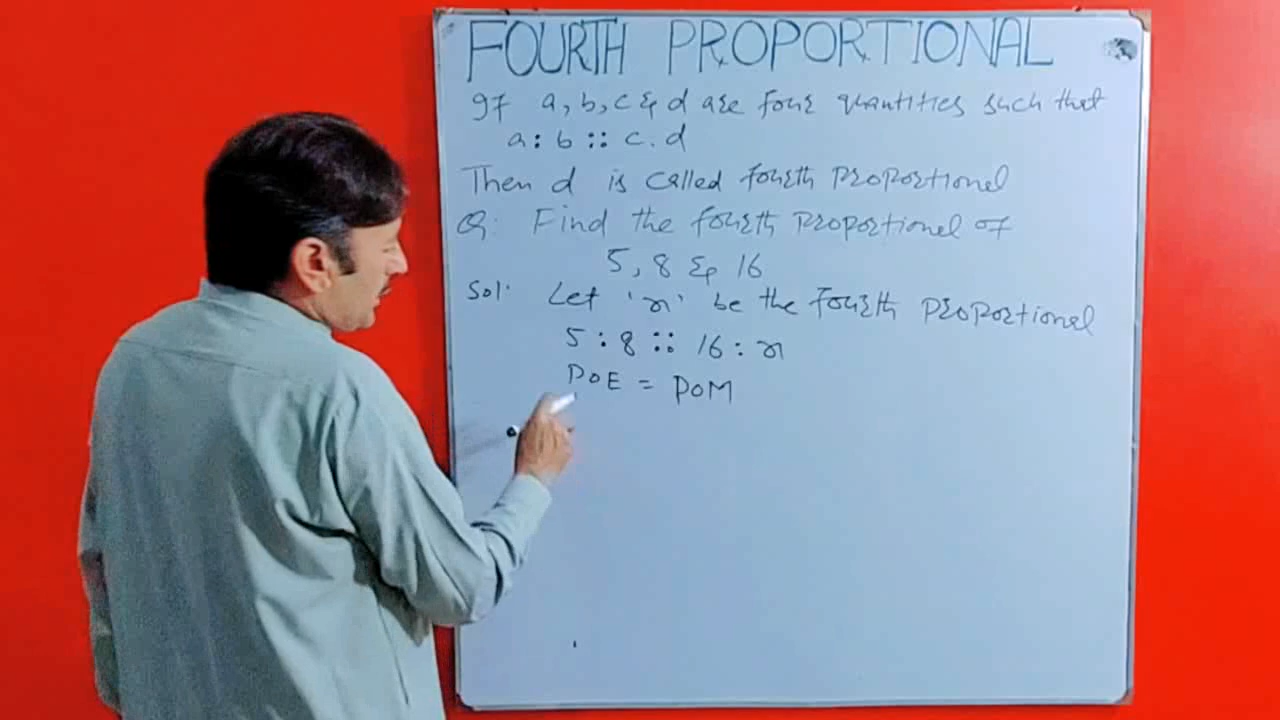 FOURTH PROPORTIONAL
If a, b, c & d are four quantities such that
a : b :: c . d
Then d is called fourth proportional
Q: Find the fourth proportional of
5, 8 & 16
Sol. Let 'x' be the fourth proportional
5 : 8 :: 16 : x
POE = POM